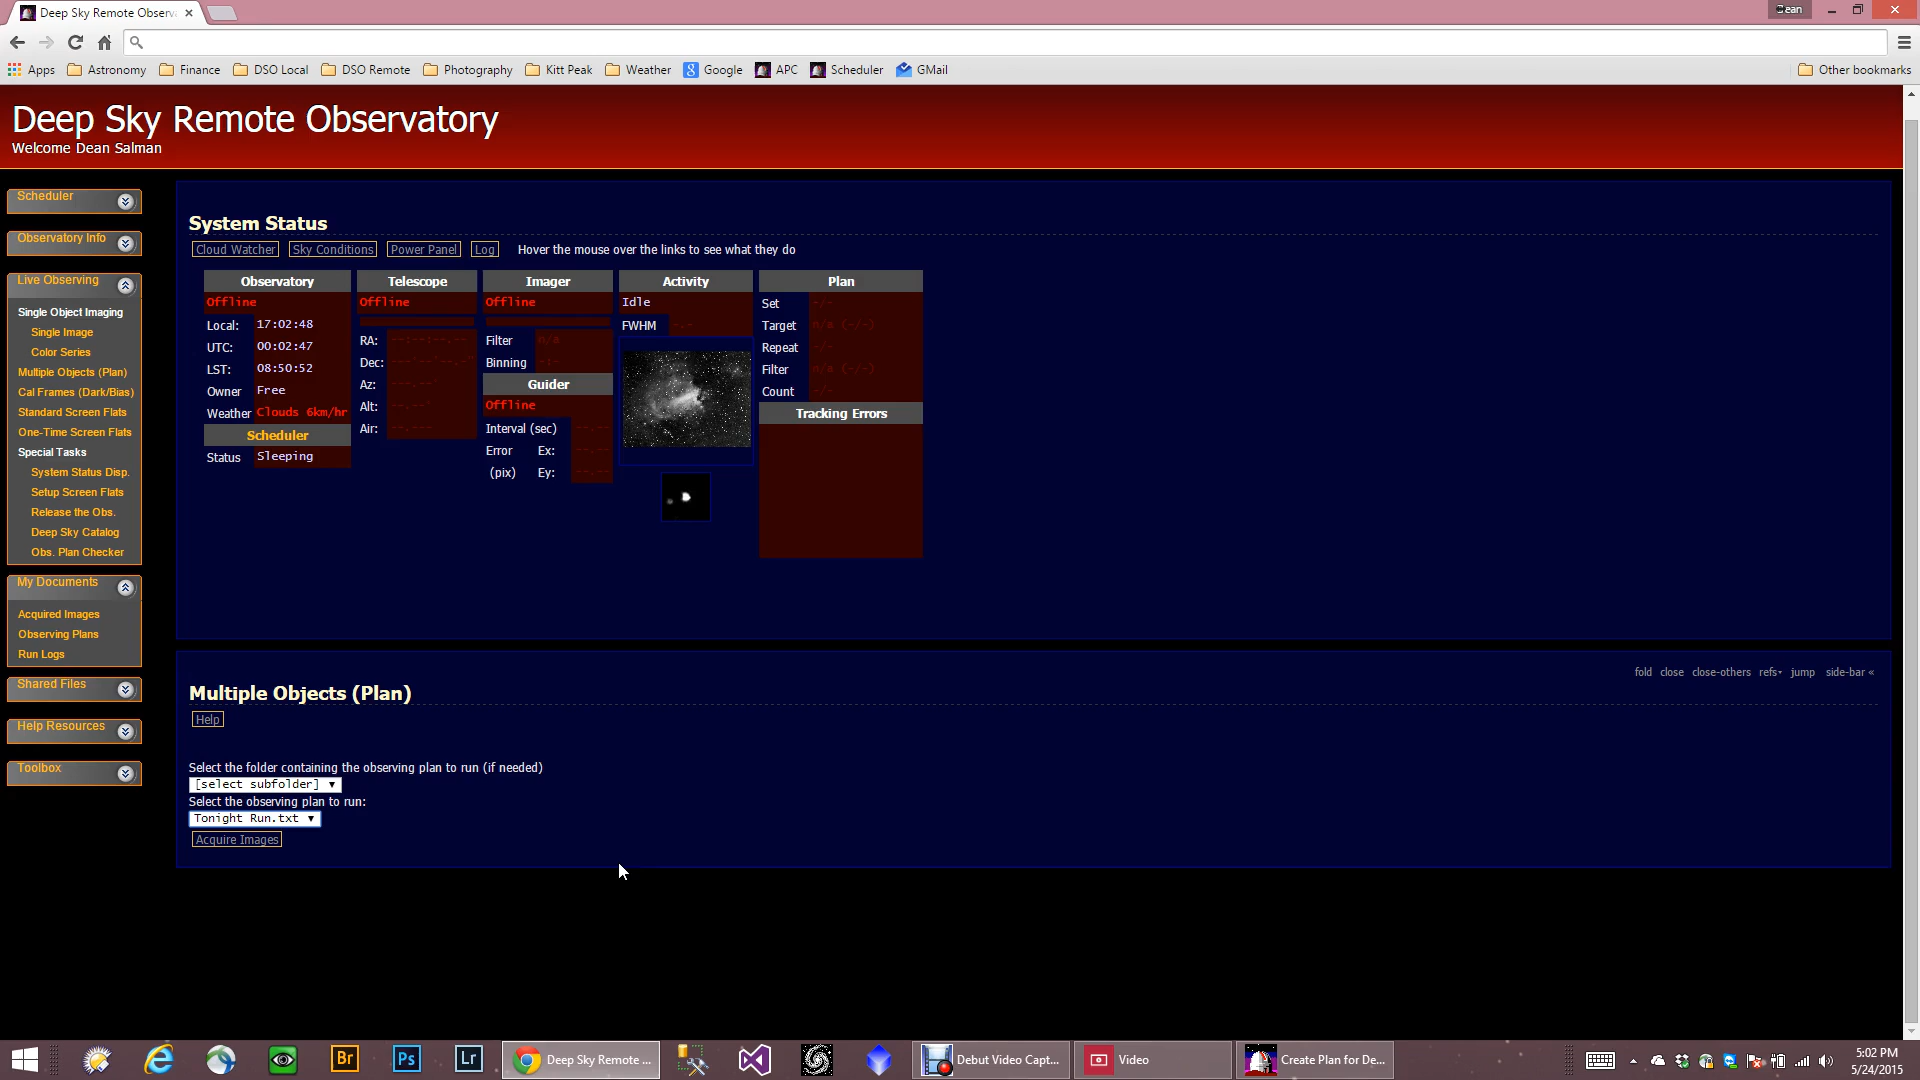 Deep Sky Remote Observ
Dean
Apps
Astronomy
Finance
DSO Local
DSO Remote
Photography
Kitt Peak
Weather
Google
APC
Scheduler
GMail
Other bookmarks
Deep Sky Remote Observatory
Welcome Dean Salman
Scheduler
Observatory Info
Live Observing
Single Object Imaging
Single Image
Color Series
Multiple Objects (Plan)
Cal Frames (Dark/Bias)
Standard Screen Flats
One-Time Screen Flats
Special Tasks
System Status Disp.
Setup Screen Flats
Release the Obs.
Deep Sky Catalog
Obs. Plan Checker
My Documents
Acquired Images
Observing Plans
Run Logs
Shared Files
Help Resources
Toolbox
System Status
Cloud Watcher
Sky Conditions
Power Panel
Log
Hover the mouse over the links to see what they do
Observatory
Offline
Local: 17:02:48
UTC: 00:02:47
LST: 08:50:52
Owner Free
Weather Clouds 6km/hr
Scheduler
Status Sleeping
Telescope
Offline
RA: --:--:--.--
Dec:
Az:
Alt:
Air: --.---
Imager
Offline
Filter n/a
Binning -:-
Guider
Offline
Interval (sec) --.--
Error Ex: --.--
(pix) Ey: --.--
Activity
Idle
FWHM -.-
Plan
Set -/-
Target n/a (-/-)
Repeat -/-
Filter n/a (-/-)
Count -/-
Tracking Errors
fold close close-others refs jump side-bar «
Multiple Objects (Plan)
Help
Select the folder containing the observing plan to run (if needed)
[select subfolder]
Select the observing plan to run:
Tonight Run.txt
Acquire Images
Br
Ps
Lr
Deep Sky Remote ...
Debut Video Capt...
Video
Create Plan for De...
5:02 PM
5/24/2015